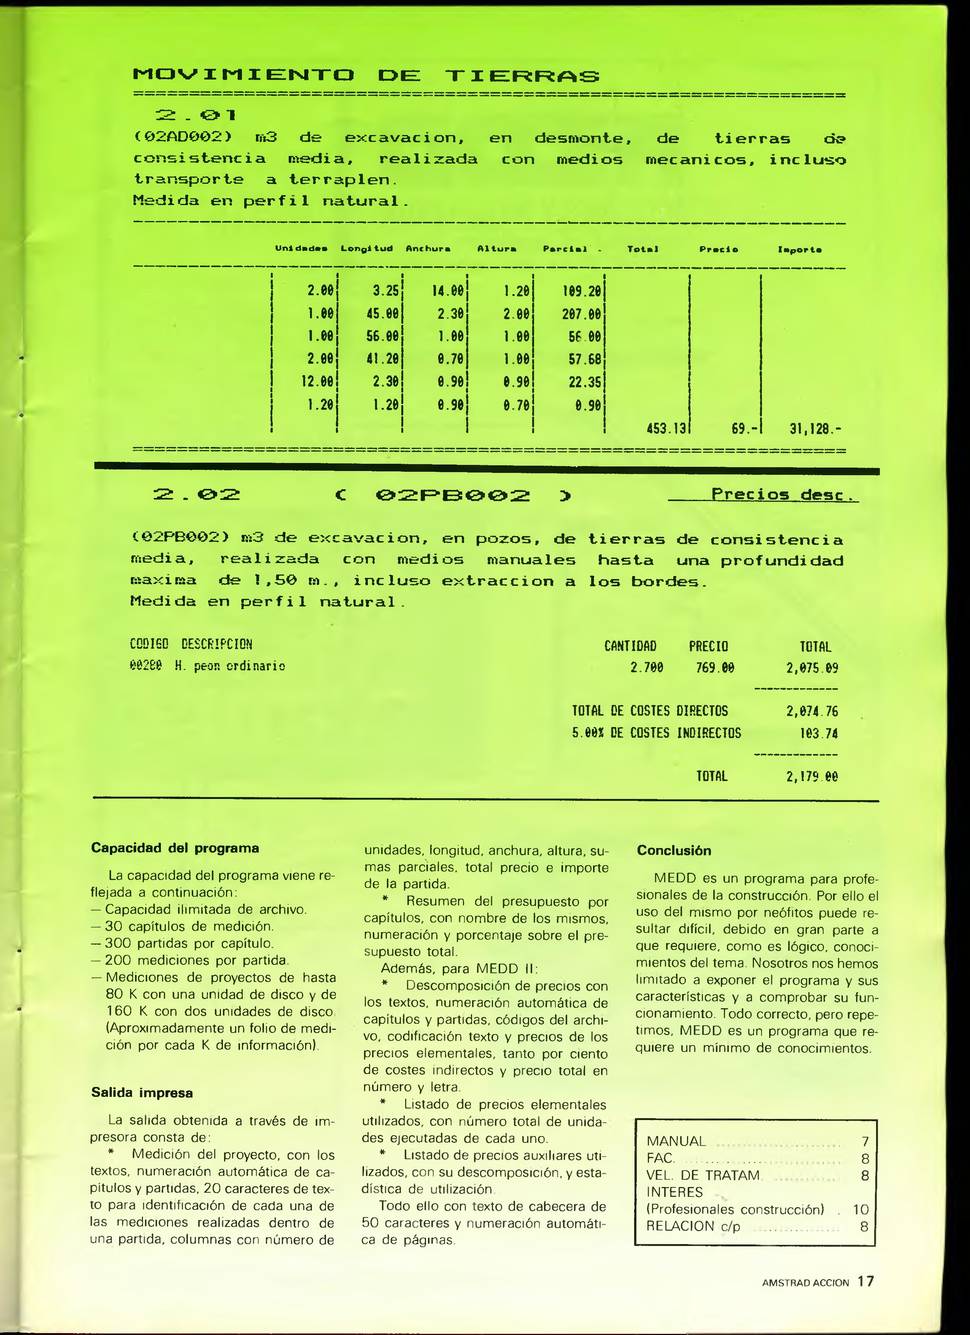 MOVIMIENTO DE TIERRAS
2.01
(02AD002) m3 de excavacion, en desmonte, de tierras de
consistencia media, realizada con medios mecanicos, incluso
transporte a terraplen.
Medida en perfil natural.
Unidades Longitud Anchura Altura Parcial - Total Precio Importe
2.00 3.25 14.00 1.20 109.20
1.00 45.00 2.30 2.00 207.00
1.00 56.00 1.00 1.00 56.00
2.00 41.20 0.70 1.00 57.68
12.00 2.30 0.90 0.90 22.35
1.20 1.20 0.90 0.70 0.90
453.13 69.- 31,128.-
2.02 ( 02PB002 ) Precios desc.
(02PB002) m3 de excavacion, en pozos, de tierras de consistencia
media, realizada con medios manuales hasta una profundidad
maxima de 1,50 m., incluso extraccion a los bordes.
Medida en perfil natural.
CODIGO DESCRIPCION CANTIDAD PRECIO TOTAL
00200 H. peon ordinario 2.700 769.00 2,075.09
TOTAL DE COSTES DIRECTOS 2,074.76
5.00% DE COSTES INDIRECTOS 103.74
TOTAL 2,179.00
Capacidad del programa
La capacidad del programa viene re-
flejada a continuación:
— Capacidad ilimitada de archivo.
— 30 capítulos de medición.
— 300 partidas por capítulo.
— 200 mediciones por partida.
— Mediciones de proyectos de hasta
80 K con una unidad de disco y de
160 K con dos unidades de disco.
(Aproximadamente un folio de medi-
ción por cada K de información).
Salida impresa
La salida obtenida a través de im-
presora consta de:
* Medición del proyecto, con los
textos, numeración automática de ca-
pítulos y partidas, 20 caracteres de tex-
to para identificación de cada una de
las mediciones realizadas dentro de
una partida, columnas con número de
unidades, longitud, anchura, altura, su-
mas parciales, total precio e importe
de la partida.
* Resumen del presupuesto por
capítulos, con nombre de los mismos,
numeración y porcentaje sobre el pre-
supuesto total.
Además, para MEDD II:
* Descomposición de precios con
los textos, numeración automática de
capítulos y partidas, códigos del archi-
vo, codificación texto y precios de los
precios elementales, tanto por ciento
de costes indirectos y precio total en
número y letra.
* Listado de precios elementales
utilizados, con número total de unida-
des ejecutadas de cada uno.
* Listado de precios auxiliares uti-
lizados, con su descomposición, y esta-
dística de utilización.
Todo ello con texto de cabecera de
50 caracteres y numeración automáti-
ca de páginas.
Conclusión
MEDD es un programa para profe-
sionales de la construcción. Por ello el
uso del mismo por neófitos puede re-
sultar difícil, debido en gran parte a
que requiere, como es lógico, conoci-
mientos del tema. Nosotros nos hemos
limitado a exponer el programa y sus
características y a comprobar su fun-
cionamiento. Todo correcto, pero repe-
timos, MEDD es un programa que re-
quiere un mínimo de conocimientos.
MANUAL 7
FAC. 8
VEL. DE TRATAM. 8
INTERES
(Profesionales construcción) . 10
RELACION c/p 8
AMSTRAD ACCION 17